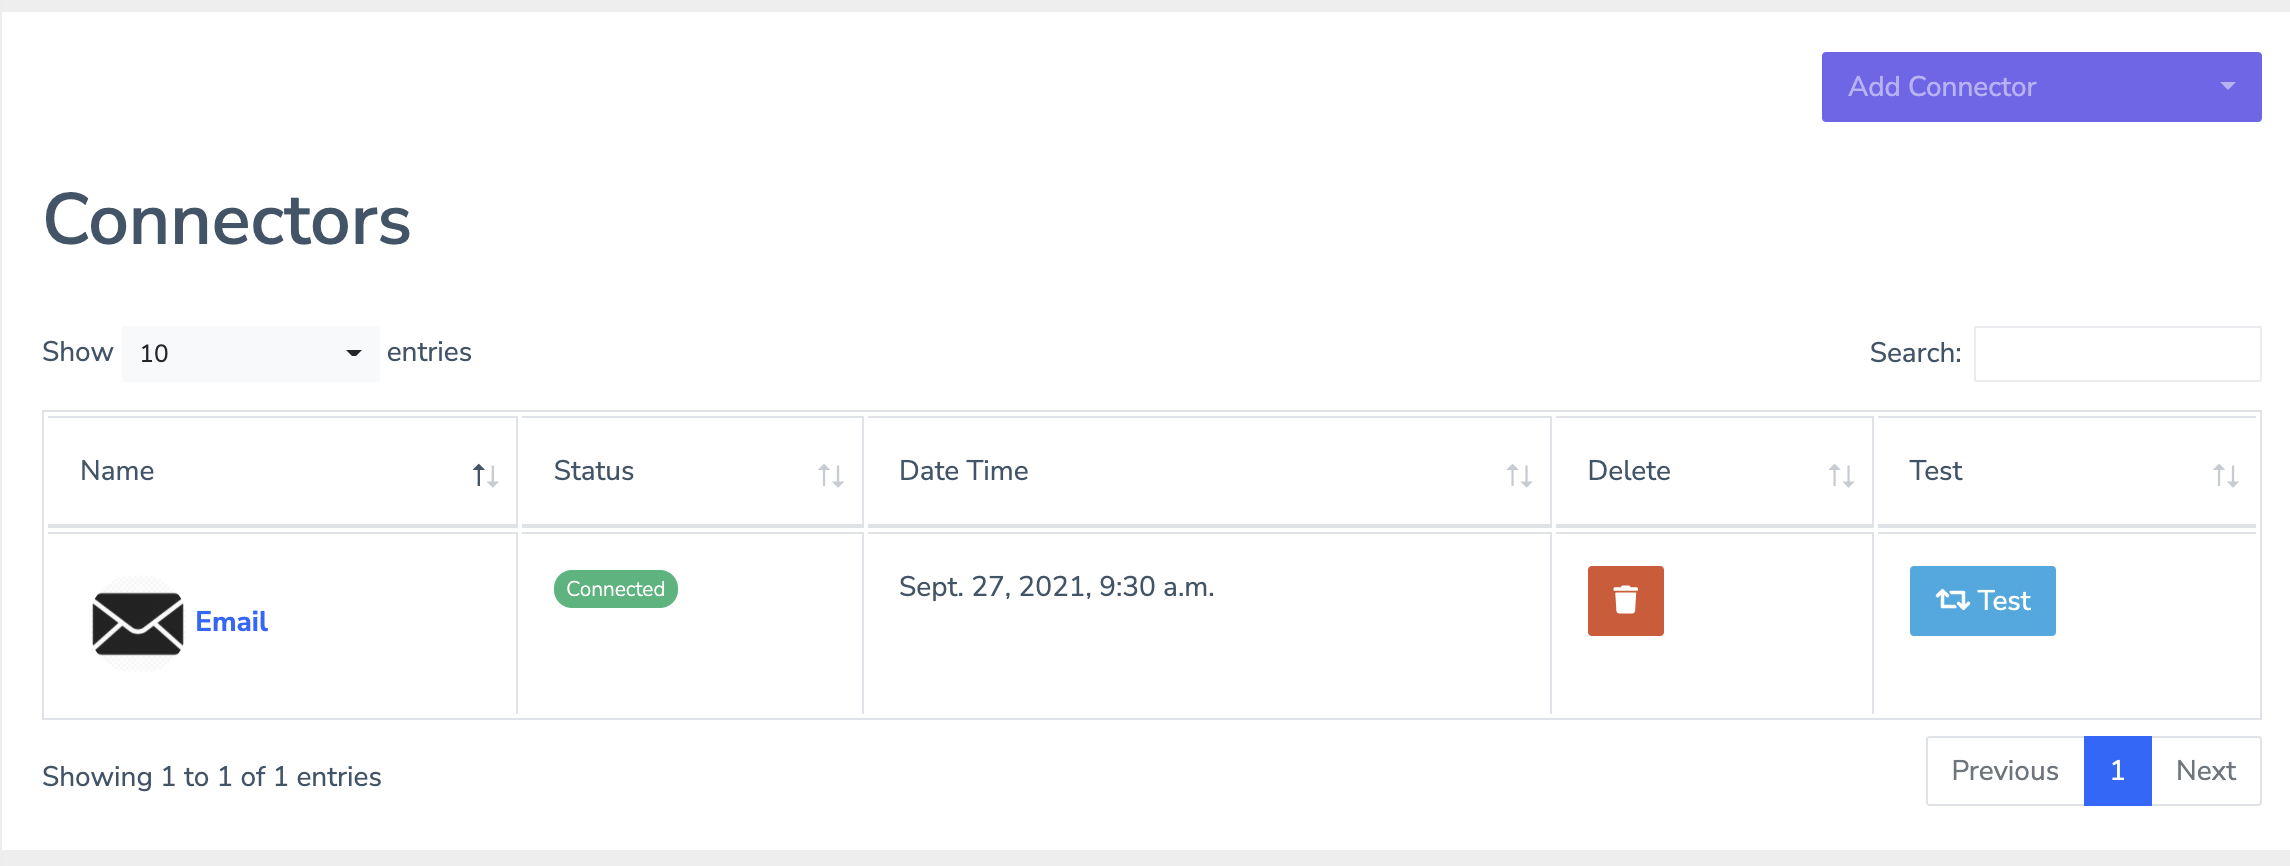 Add Connector
Connectors
Show 10 entries
Search:
Name Status Date Time Delete Test
Email Connected Sept. 27, 2021, 9:30 a.m. Test
Showing 1 to 1 of 1 entries
Previous 1 Next